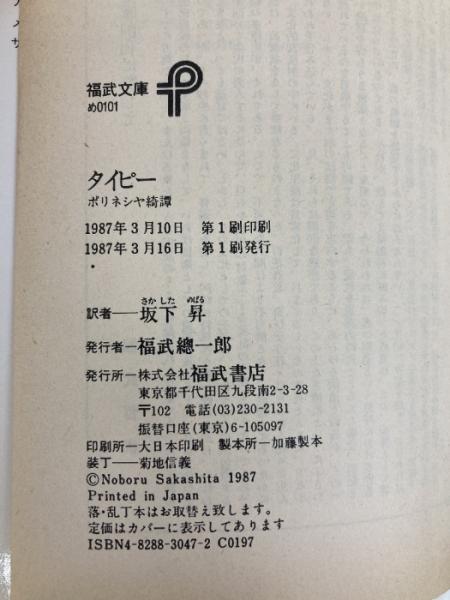 福武文庫
め0101
タイピー
ポリネシヤ綺譚
1987年3月10日 第1刷印刷
1987年3月16日 第1刷発行
さかした のぼる
訳者―坂下 昇
発行者―福武總一郎
発行所―株式会社福武書店
東京都千代田区九段南2-3-28
〒102 電話(03)230-2131
振替口座(東京)6-105097
印刷所―大日本印刷 製本所―加藤製本
装丁―菊地信義
©Noboru Sakashita 1987
Printed in Japan
落・乱丁本はお取替え致します。
定価はカバーに表示してあります
ISBN4-8288-3047-2 C0197